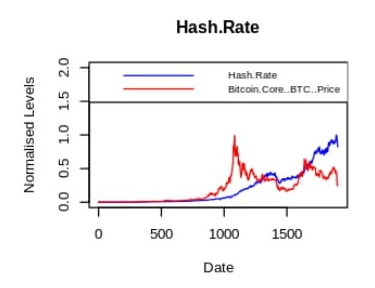 Hash.Rate
Normalised Levels
2.0
1.5
1.0
0.5
0.0
Hash.Rate
Bitcoin.Core..BTC..Price
0 500 1000 1500
Date